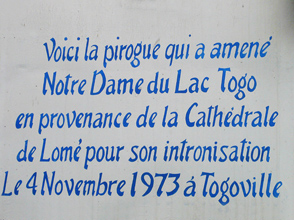 Voici la pirogue qui a amené
Notre Dame du Lac Togo
en provenance de la Cathédrale
de Lomé pour son intronisation
Le 4 Novembre 1973 á Togoville